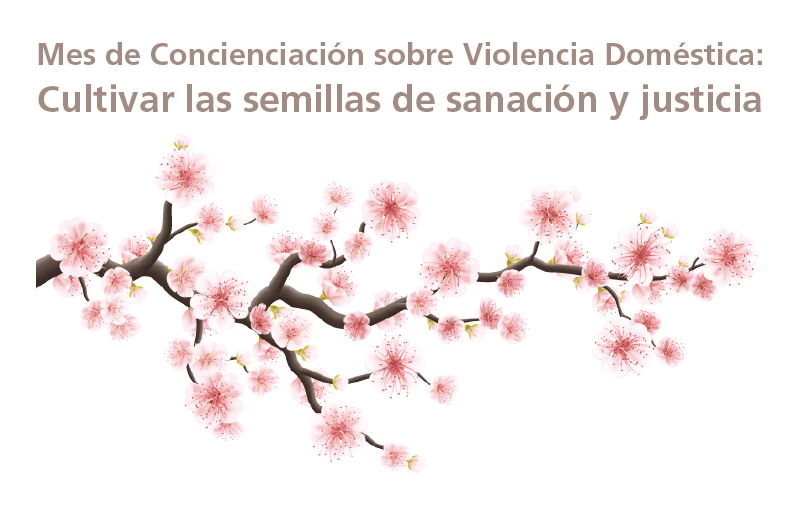 Mes de Concienciación sobre Violencia Doméstica:
Cultivar las semillas de sanación y justicia